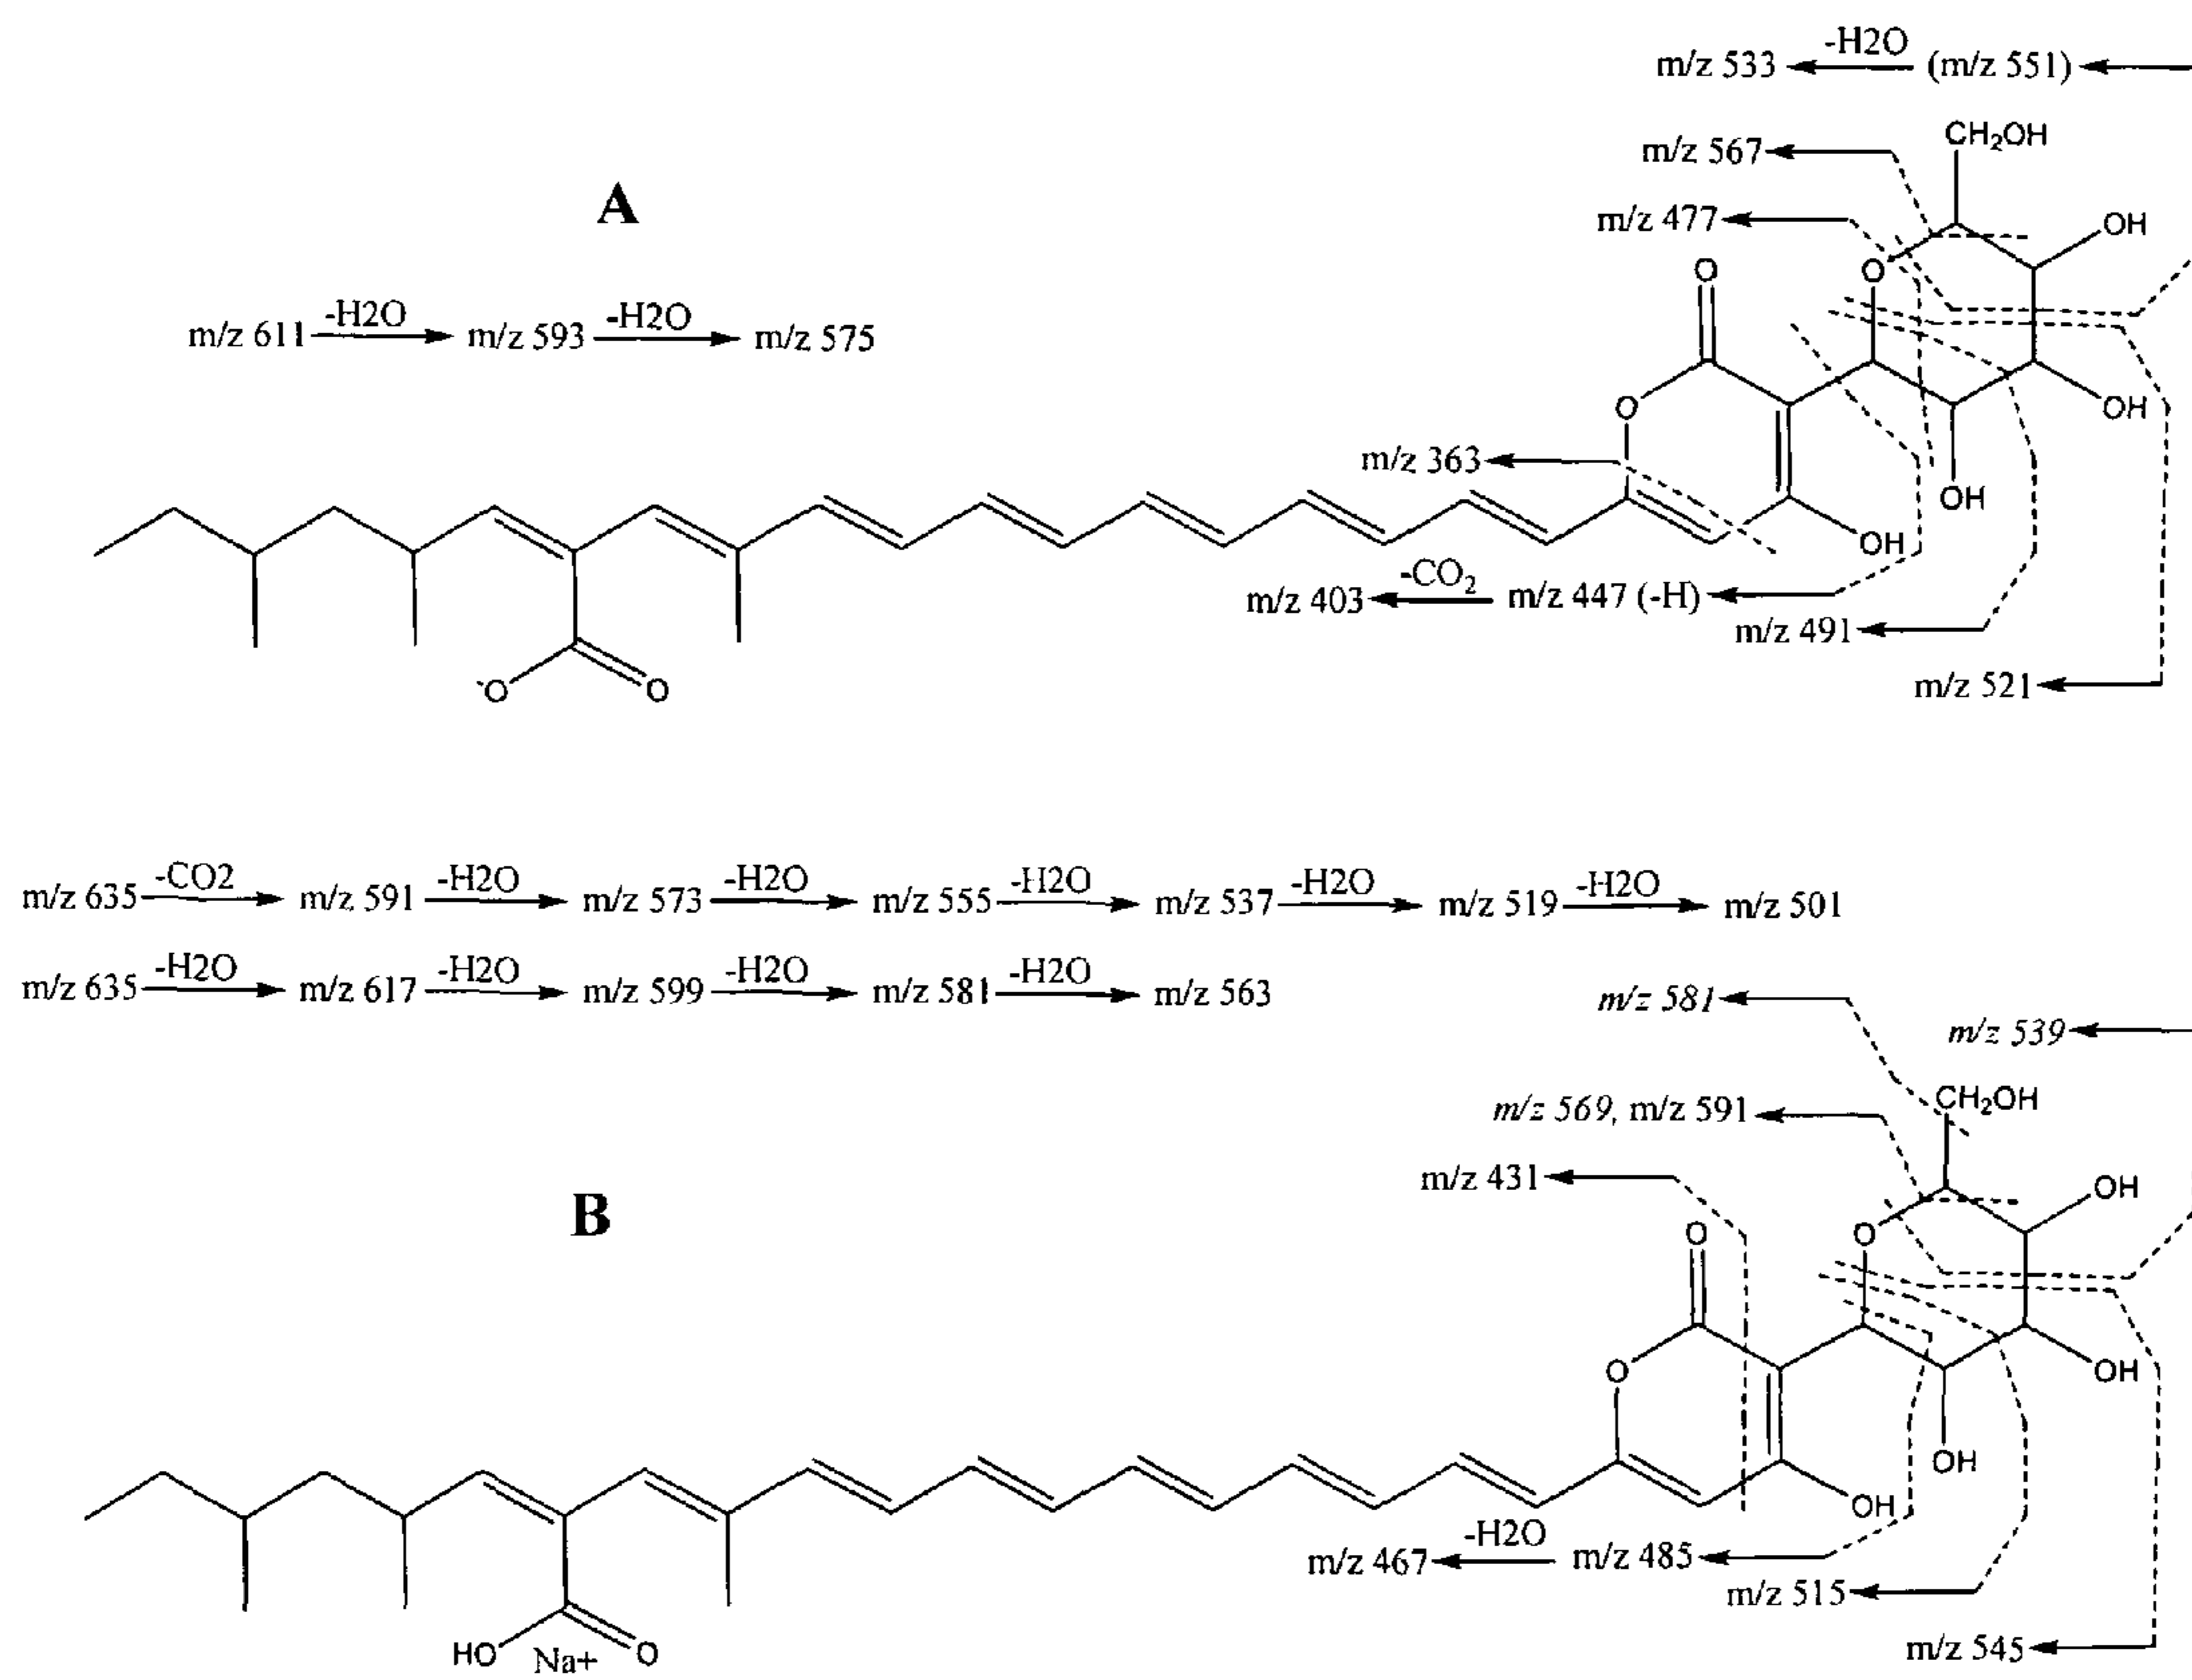 m/z 533 -H2O (m/z 551)
CH₂OH
m/z 567
A
m/z 477
OH
O
O
m/z 611 -H2O m/z 593 -H2O m/z 575
O
OH
m/z 363
OH
OH
m/z 403 -CO₂ m/z 447 (-H)
m/z 491
⁻O O
m/z 521
m/z 635 -CO2 m/z 591 -H2O m/z 573 -H2O m/z 555 -H2O m/z 537 -H2O m/z 519 -H2O m/z 501
m/z 635 -H2O m/z 617 -H2O m/z 599 -H2O m/z 581 -H2O m/z 563
m/z 581
m/z 539
CH₂OH
m/z 569, m/z 591
m/z 431
OH
B
O
O
O
OH
OH
OH
m/z 467 -H2O m/z 485
m/z 515
HO Na+ O
m/z 545